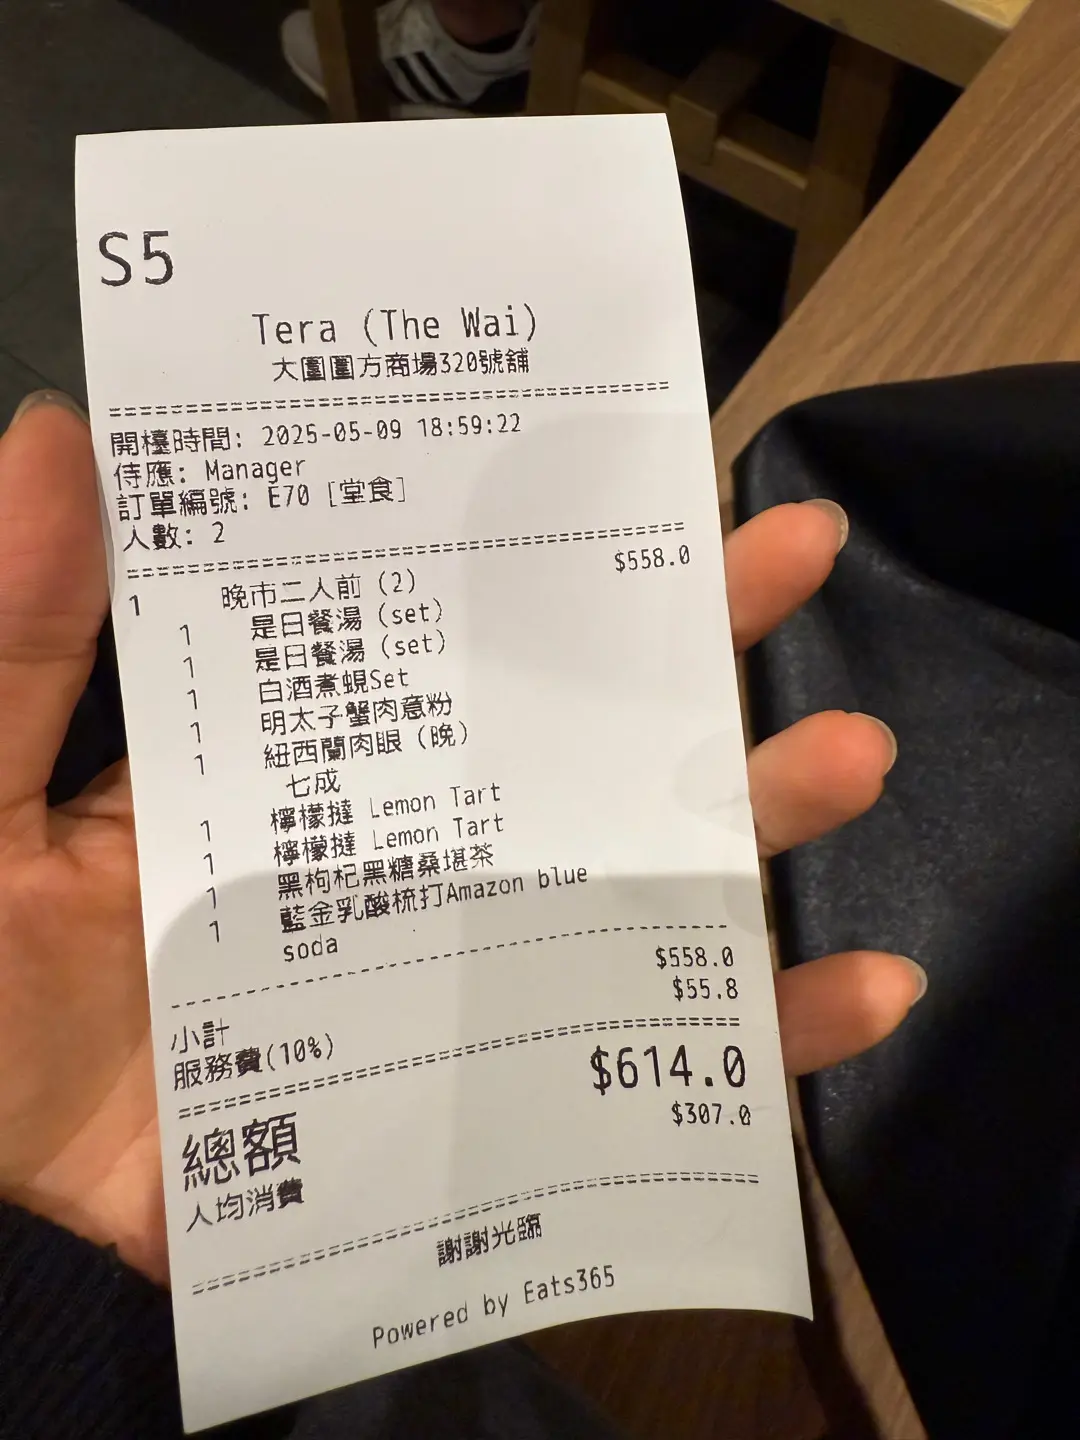 S5
Tera (The Wai)
大圍圍方商場320號舖
開檯時間: 2025-05-09 18:59:22
侍應: Manager
訂單編號: E70 [堂食]
人數: 2
1 晚市二人前 (2) $558.0
1 是日餐湯 (set)
1 是日餐湯 (set)
1 白酒煮蜆Set
1 明太子蟹肉意粉
1 紐西蘭肉眼 (晚)
七成
1 檸檬撻 Lemon Tart
1 檸檬撻 Lemon Tart
1 黑枸杞黑糖桑堪茶
1 藍金乳酸梳打Amazon blue
soda
小計 $558.0
服務費(10%) $55.8
總額 $614.0
人均消費 $307.0
謝謝光臨
Powered by Eats365